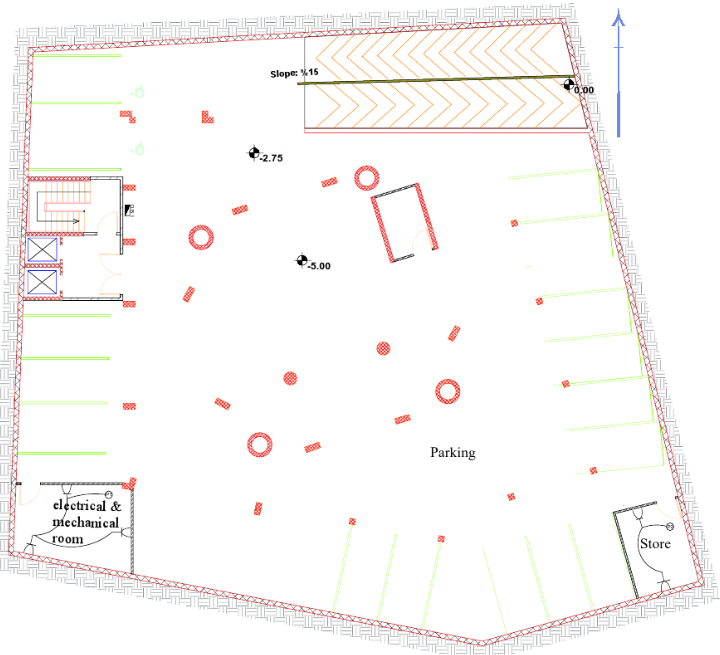 Slope: %15
0.00
-2.75
-5.00
Parking
electrical &
mechanical
room
Store